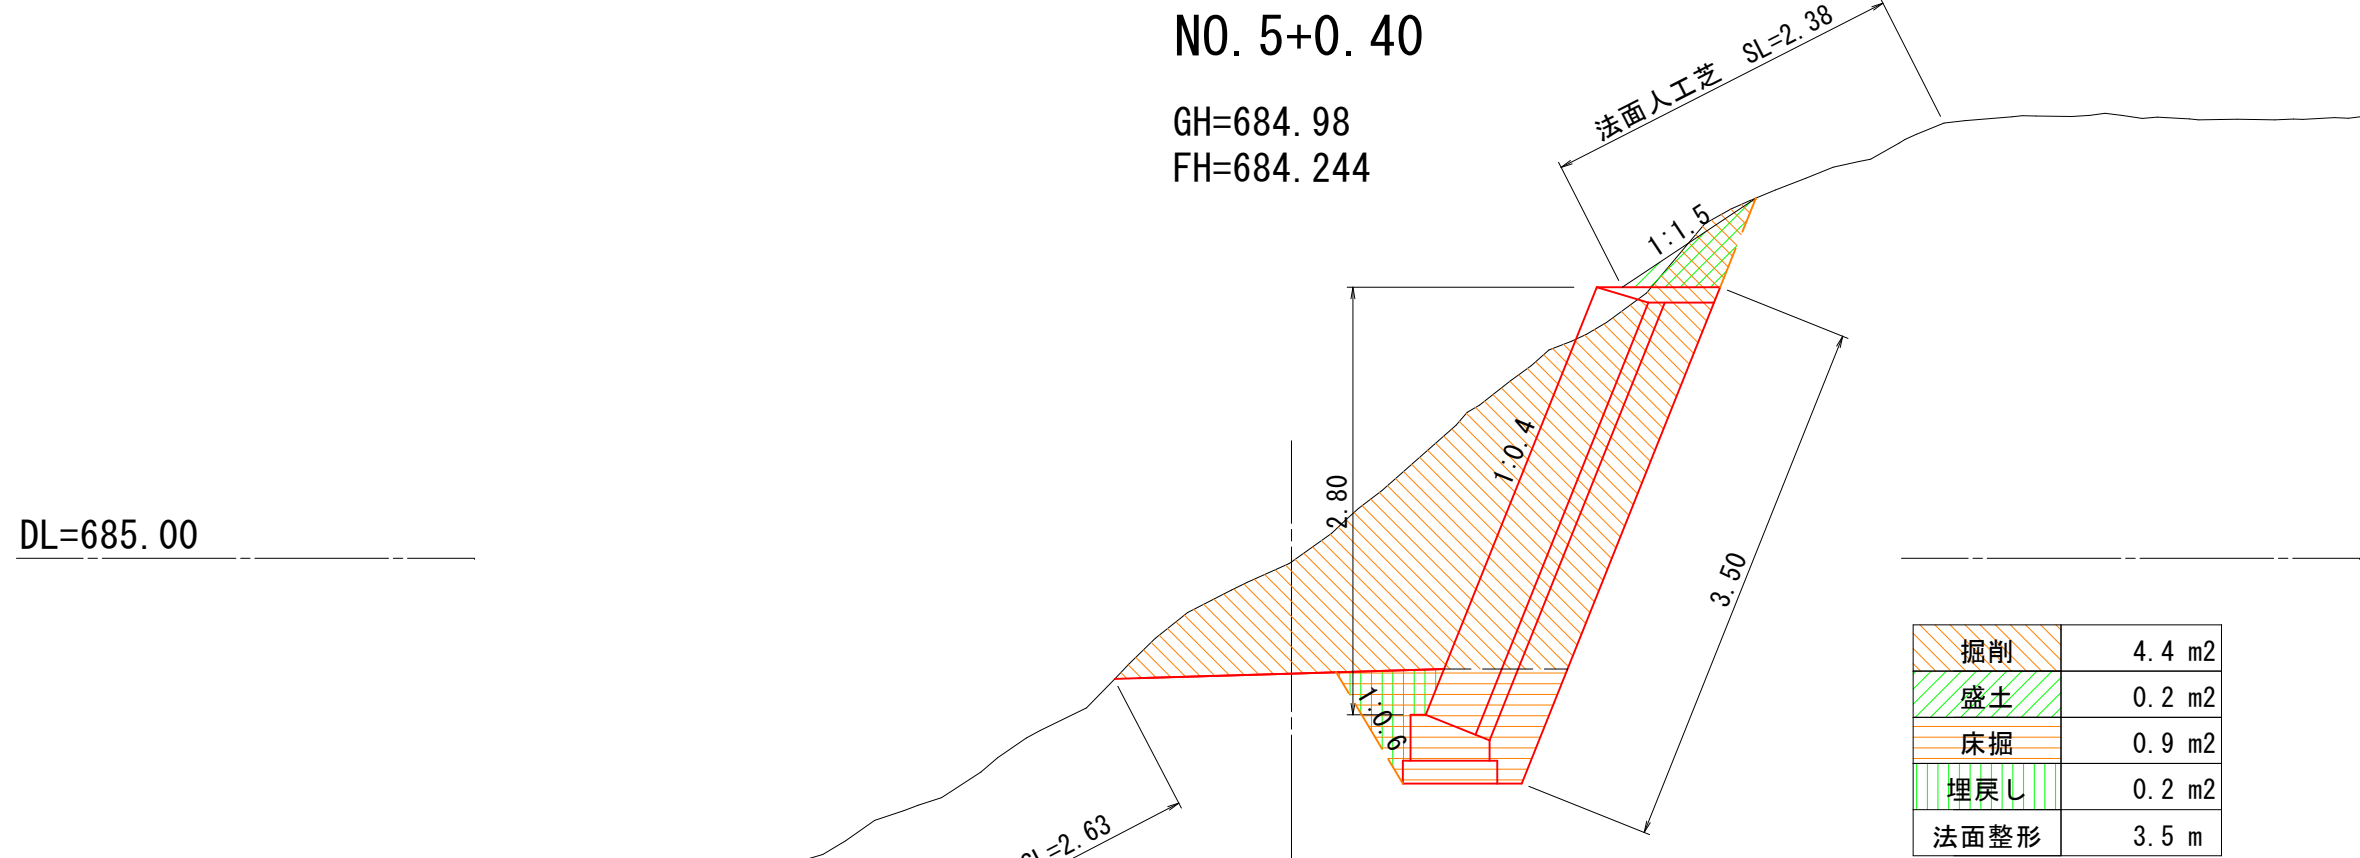 NO.5+0.40
GH=684.98
FH=684.244
法面人工芝 SL=2.38
1:1.5
1:0.4
2.80
3.50
DL=685.00
1:0.6
SL=2.63
掘削 4.4 m2
盛土 0.2 m2
床掘 0.9 m2
埋戻し 0.2 m2
法面整形 3.5 m